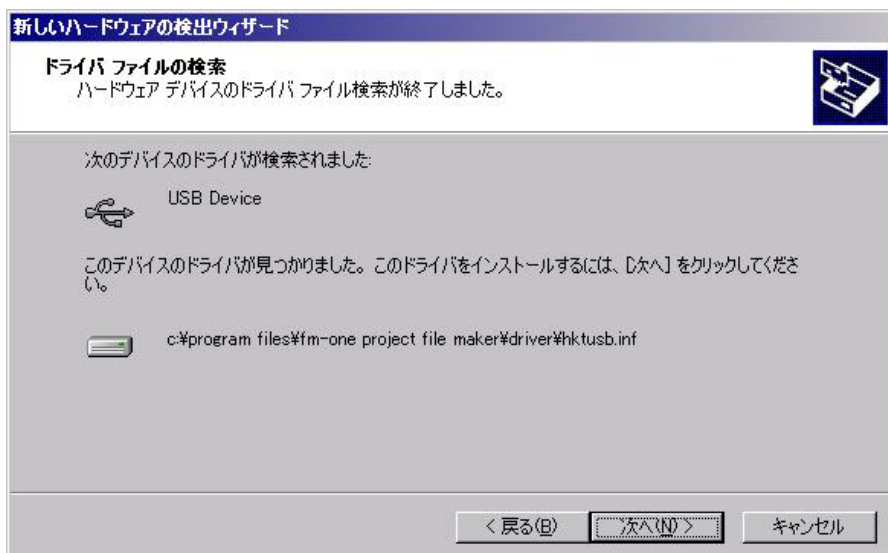 新しいハードウェアの検出ウィザード
ドライバ ファイルの検索
ハードウェア デバイスのドライバ ファイル検索が終了しました。
次のデバイスのドライバが検索されました:
USB Device
このデバイスのドライバが見つかりました。このドライバをインストールするには、[次へ] をクリックしてくださ
い。
c:¥program files¥fm-one project file maker¥driver¥hktusb.inf
< 戻る(B)
次へ(N) >
キャンセル